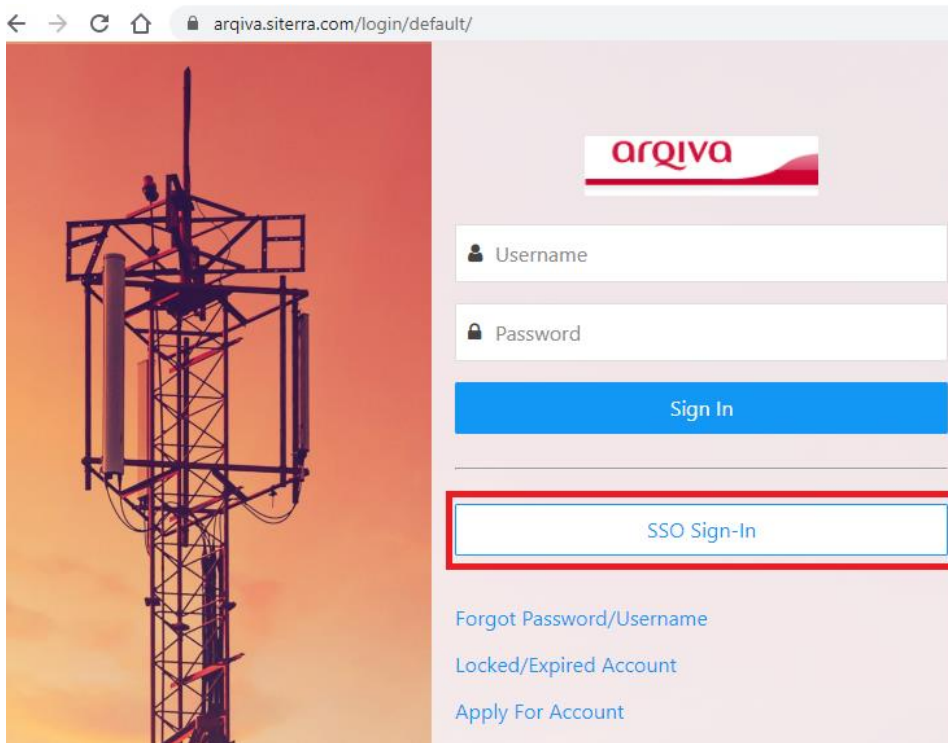 arqiva.siterra.com/login/default/
arqiva
Username
Password
Sign In
SSO Sign-In
Forgot Password/Username
Locked/Expired Account
Apply For Account